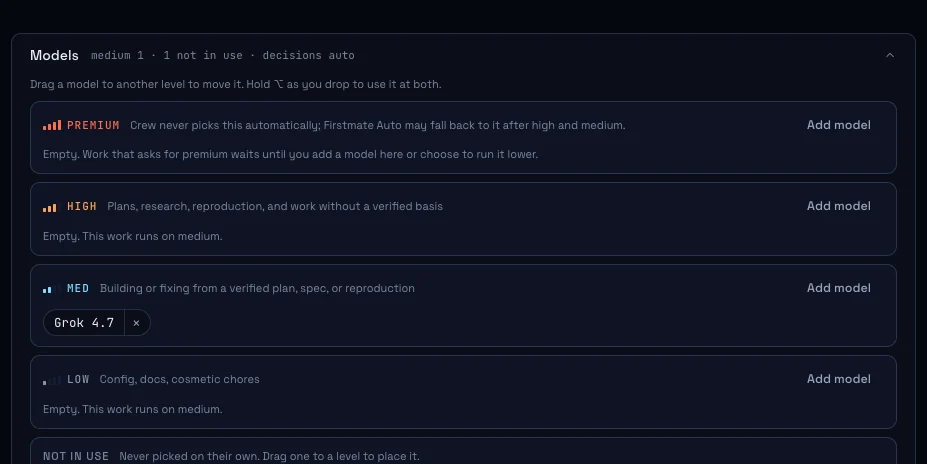 Models medium 1 · 1 not in use · decisions auto
Drag a model to another level to move it. Hold ⌥ as you drop to use it at both.
PREMIUM Crew never picks this automatically; Firstmate Auto may fall back to it after high and medium. Add model
Empty. Work that asks for premium waits until you add a model here or choose to run it lower.
HIGH Plans, research, reproduction, and work without a verified basis Add model
Empty. This work runs on medium.
MED Building or fixing from a verified plan, spec, or reproduction Add model
Grok 4.7 ×
LOW Config, docs, cosmetic chores Add model
Empty. This work runs on medium.
NOT IN USE Never picked on their own. Drag one to a level to place it.